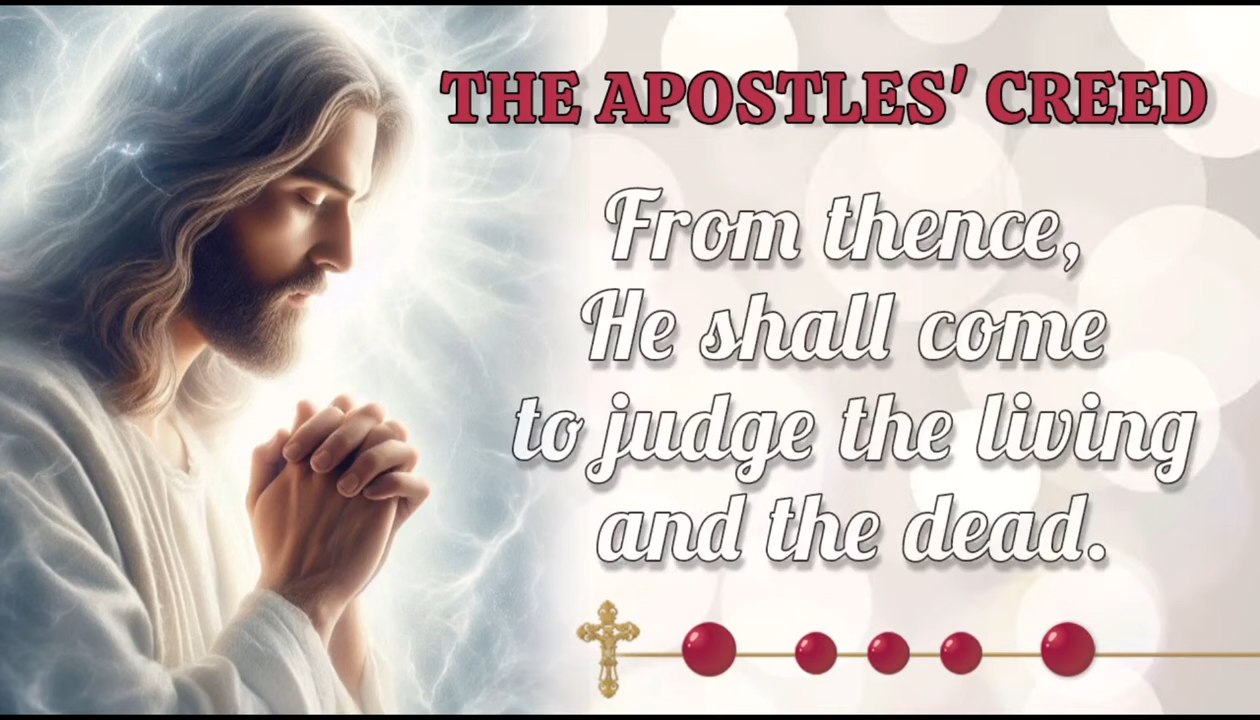 THE APOSTLES' CREED
From thence,
He shall come
to judge the living
and the dead.